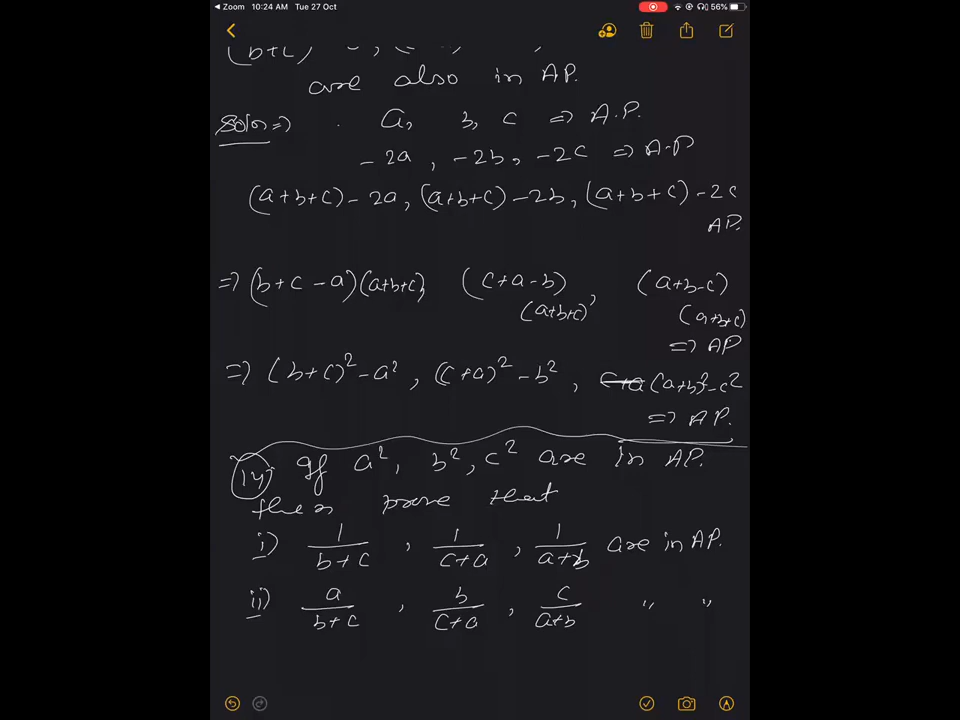 Zoom 10:24 AM Tue 27 Oct 56%
(b+c)
are also in AP.
Soln => a, b, c => A.P.
-2a, -2b, -2c => A.P
(a+b+c)-2a, (a+b+c)-2b, (a+b+c)-2c
AP.
=> (b+c-a)(a+b+c), (c+a-b)(a+b+c), (a+b-c)(a+b+c)
=> AP
=> (b+c)²-a², (c+a)²-b², (a+b)²-c²
=> AP.
14. If a², b², c² are in AP.
then prove that
i) 1/(b+c), 1/(c+a), 1/(a+b) are in AP.
ii) a/(b+c), b/(c+a), c/(a+b) " "